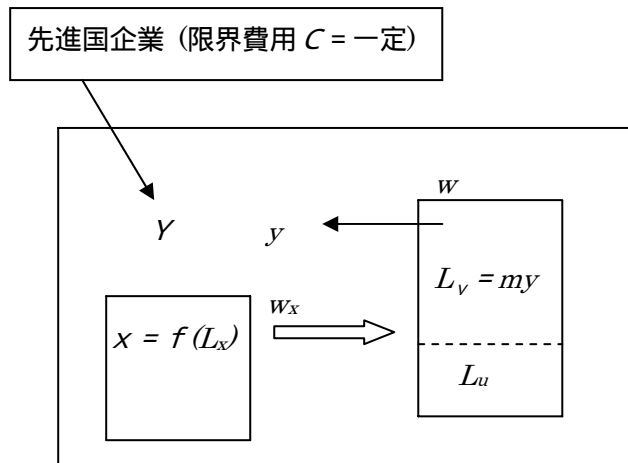 先進国企業 (限界費用 C = 一定)
w
Y
y
L_v = my
w_x
x = f (L_x)
L_u